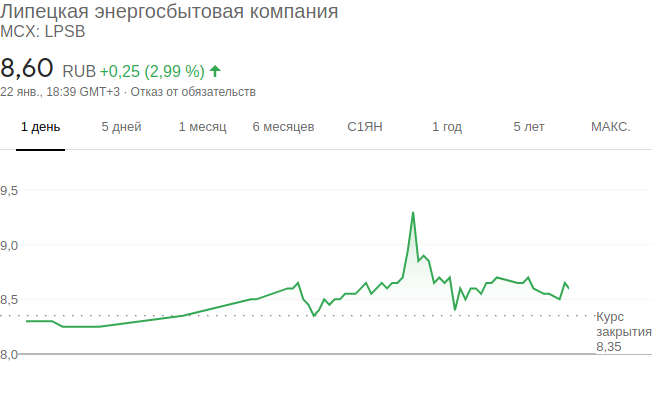 Липецкая энергосбытовая компания
MCX: LPSB
8,60 RUB +0,25 (2,99 %)
22 янв., 18:39 GMT+3 · Отказ от обязательств
1 день 5 дней 1 месяц 6 месяцев С1ЯН 1 год 5 лет МАКС.
9,5
9,0
8,5
Курс
закрытия
8,35
8,0